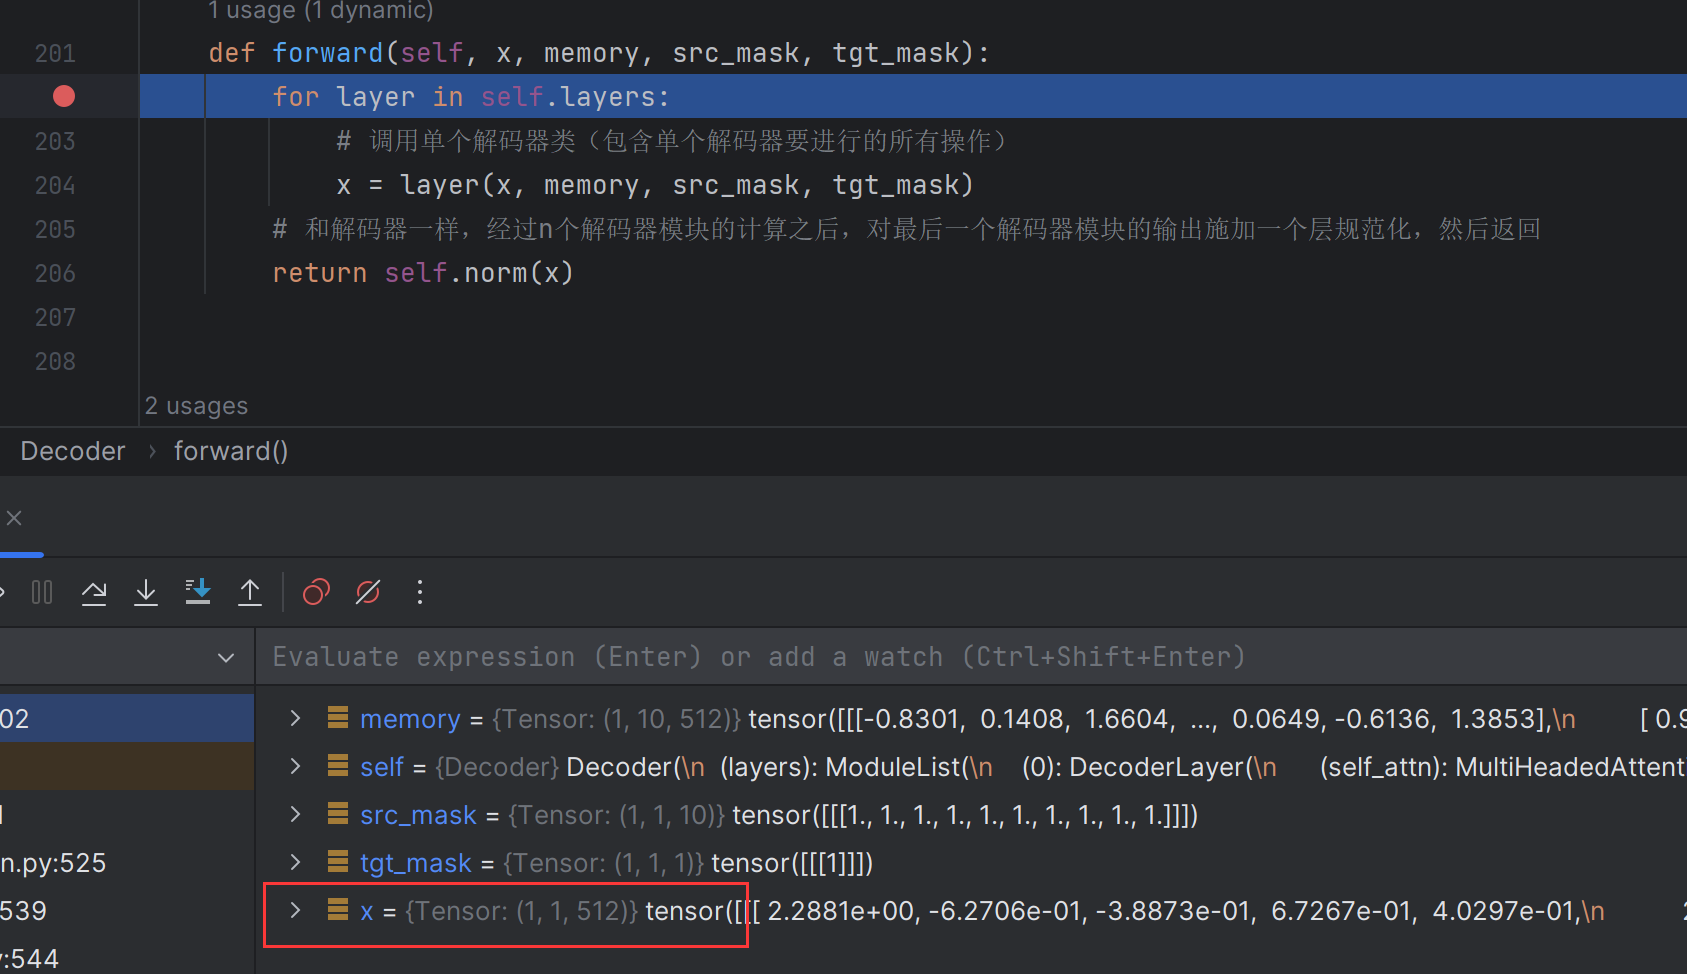 1 usage (1 dynamic)
201 def forward(self, x, memory, src_mask, tgt_mask):
for layer in self.layers:
203 # 调用单个解码器类（包含单个解码器要进行的所有操作）
204 x = layer(x, memory, src_mask, tgt_mask)
205 # 和解码器一样，经过n个解码器模块的计算之后，对最后一个解码器模块的输出施加一个层规范化，然后返回
206 return self.norm(x)
207
208
2 usages
Decoder › forward()
Evaluate expression (Enter) or add a watch (Ctrl+Shift+Enter)
02
memory = {Tensor: (1, 10, 512)} tensor([[[-0.8301, 0.1408, 1.6604, ..., 0.0649, -0.6136, 1.3853],\n [ 0.9
self = {Decoder} Decoder(\n (layers): ModuleList(\n (0): DecoderLayer(\n (self_attn): MultiHeadedAttenti
src_mask = {Tensor: (1, 1, 10)} tensor([[[1., 1., 1., 1., 1., 1., 1., 1., 1., 1.]]])
n.py:525
tgt_mask = {Tensor: (1, 1, 1)} tensor([[[1]]])
539
x = {Tensor: (1, 1, 512)} tensor([[[ 2.2881e+00, -6.2706e-01, -3.8873e-01, 6.7267e-01, 4.0297e-01,\n
:544